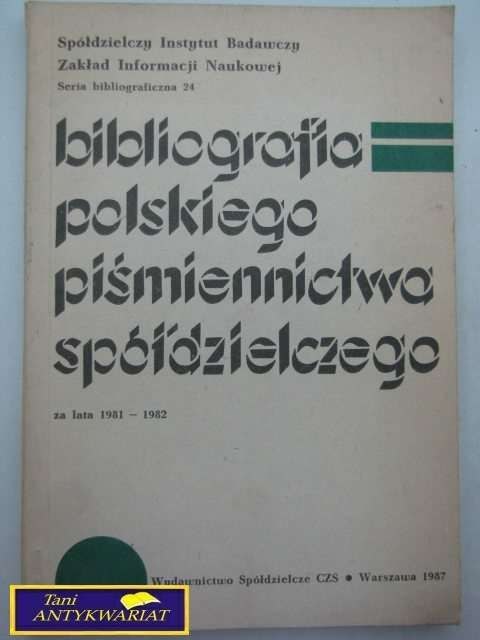 Spółdzielczy Instytut Badawczy
Zakład Informacji Naukowej
Seria bibliograficzna 24
bibliografia
polskiego
piśmiennictwa
spółdzielczego
za lata 1981 – 1982
Wydawnictwo Spółdzielcze CZS • Warszawa 1987
Tani
ANTYKWARIAT